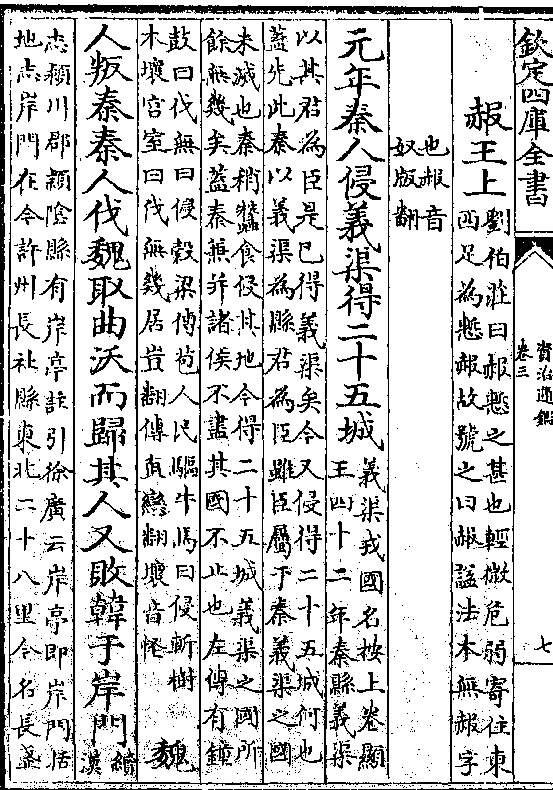 欽定四庫全書
資治通鑑
卷三
七
赧王上
劉伯莊曰赧慙之甚也輕微危弱寄住東
西足為慙赧故號之曰赧諡法本無赧字
也赧音
奴版翻
元年秦人侵義渠得二十五城
義渠戎國名按上卷顯
王四十二年秦縣義渠
以其君為臣是已得義渠矣今又侵得二十五城何也
蓋先此秦以義渠為縣君為臣雖臣屬于秦義渠之國
未滅也秦稍蠶食侵其地今得二十五城義渠之國所
餘無幾矣蓋秦無并諸侯不盡其國不止也左傳有鐘
鼓曰伐無曰侵穀梁傳苞人民驅牛馬曰侵斬樹
木壞宮室曰伐無幾居豈翻傳直戀翻壞音怪
魏
人叛秦秦人伐魏取曲沃而歸其人又敗韓于岸門
續
漢
志潁川郡潁陰縣有岸亭註引徐廣云岸亭即岸門括
地志岸門在今許州長社縣東北二十八里今名長盛